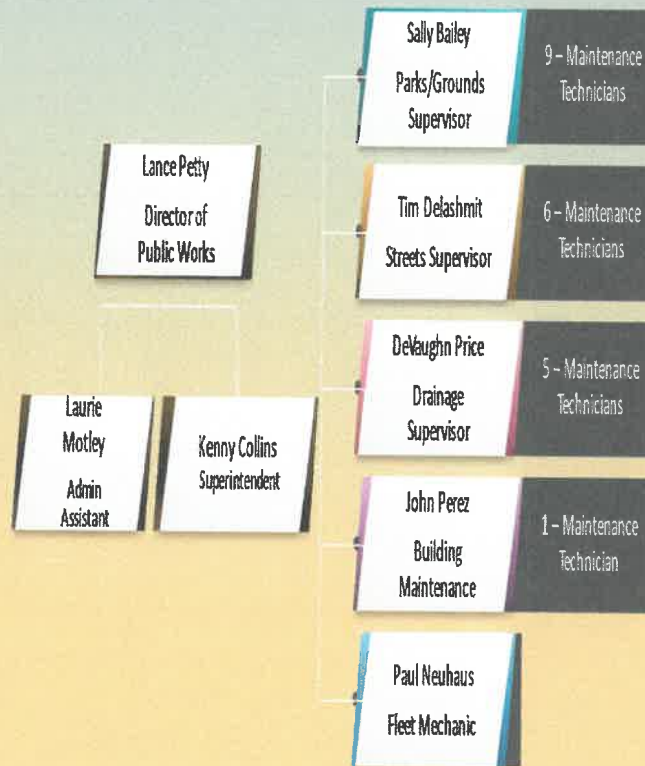 Lance Petty
Director of
Public Works
Laurie
Motley
Admin
Assistant
Kenny Collins
Superintendent
Sally Bailey
Parks/Grounds
Supervisor
9 – Maintenance
Technicians
Tim Delashmit
Streets Supervisor
6 – Maintenance
Technicians
DeVaughn Price
Drainage
Supervisor
5 – Maintenance
Technicians
John Perez
Building
Maintenance
1 – Maintenance
Technician
Paul Neuhaus
Fleet Mechanic